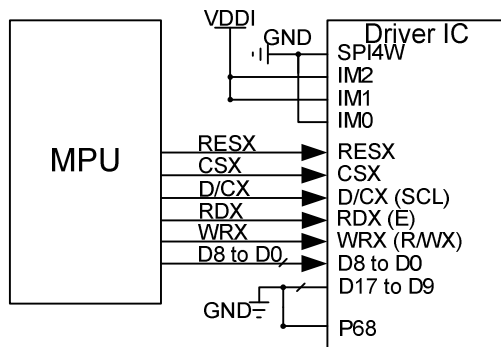 VDDI
Driver IC
GND
SPI4W
IM2
IM1
IM0
MPU
RESX
RESX
CSX
CSX
D/CX
D/CX (SCL)
RDX
RDX (E)
WRX
WRX (R/WX)
D8 to D0
D8 to D0
D17 to D9
GND
P68